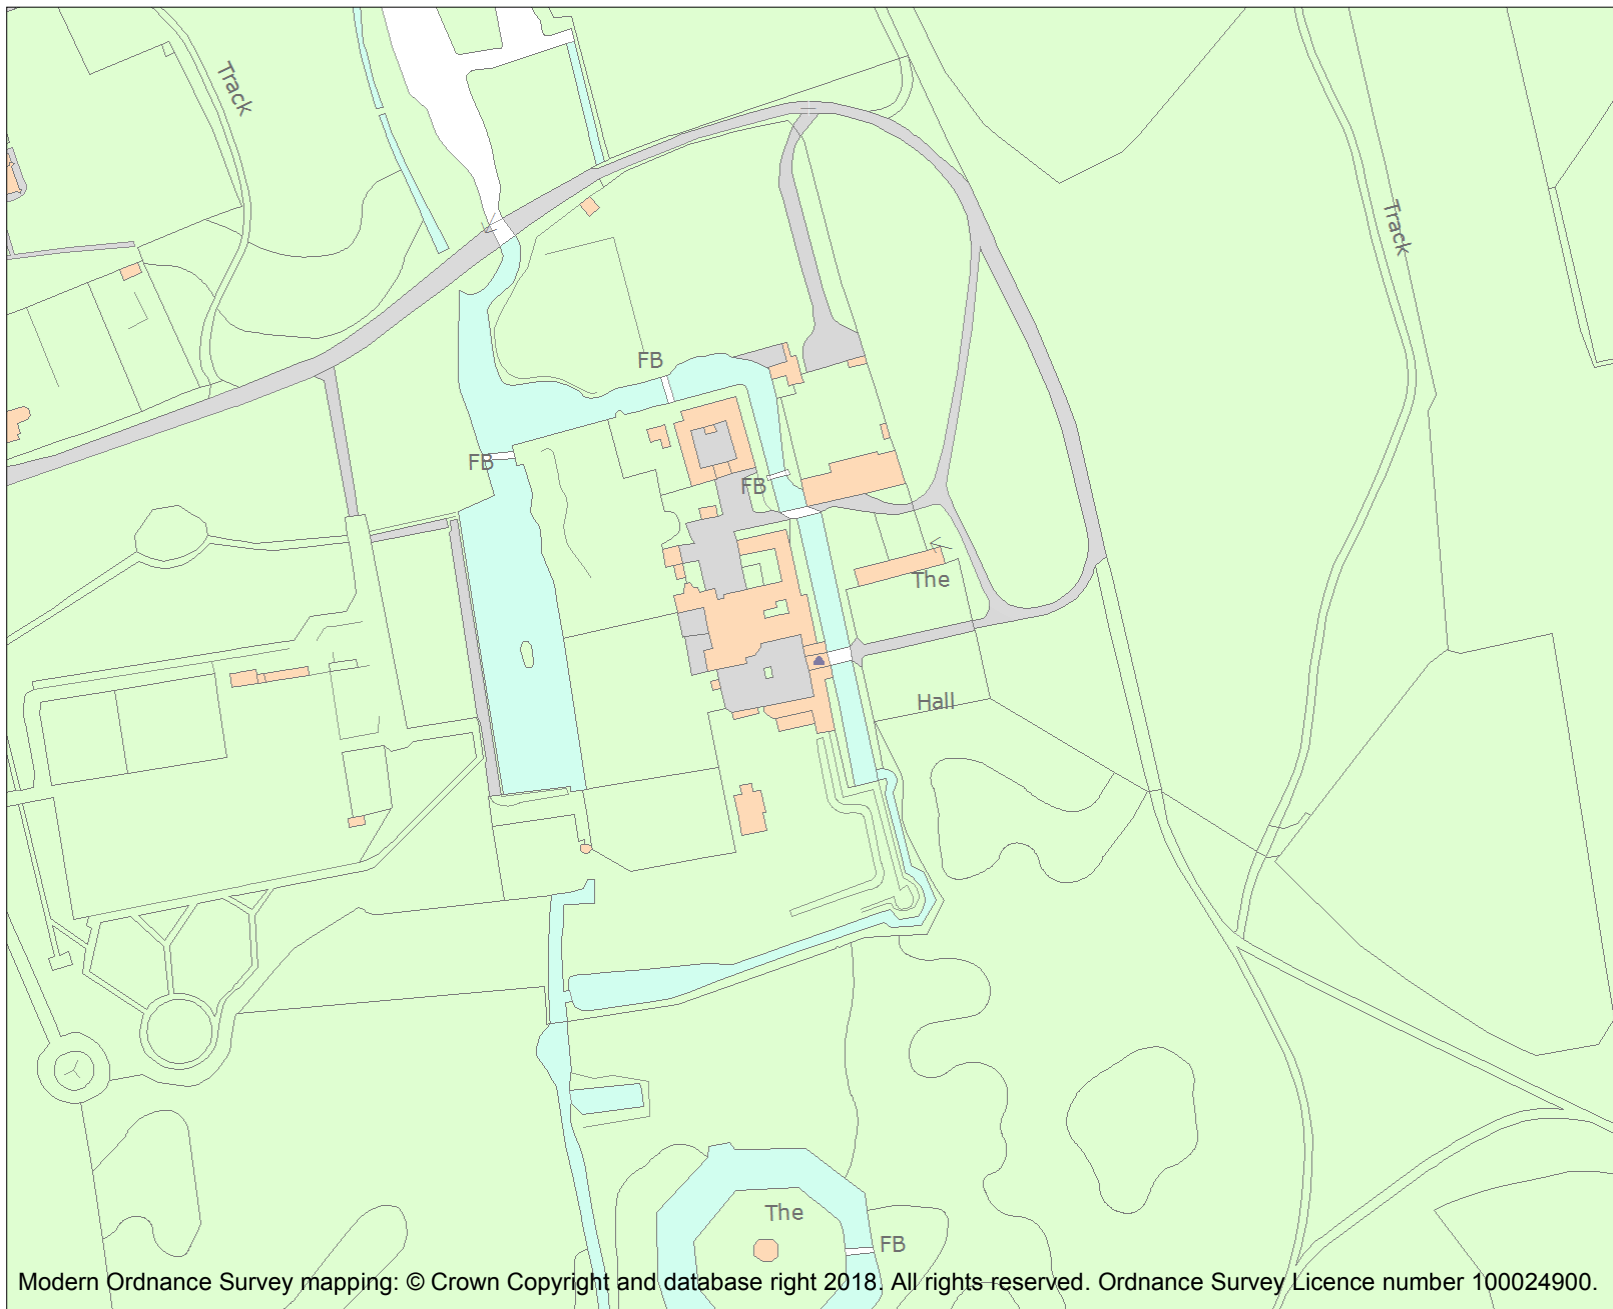 Track
Track
FB
FB
FB
The
Hall
The
FB
Modern Ordnance Survey mapping: © Crown Copyright and database right 2018. All rights reserved. Ordnance Survey Licence number 100024900.